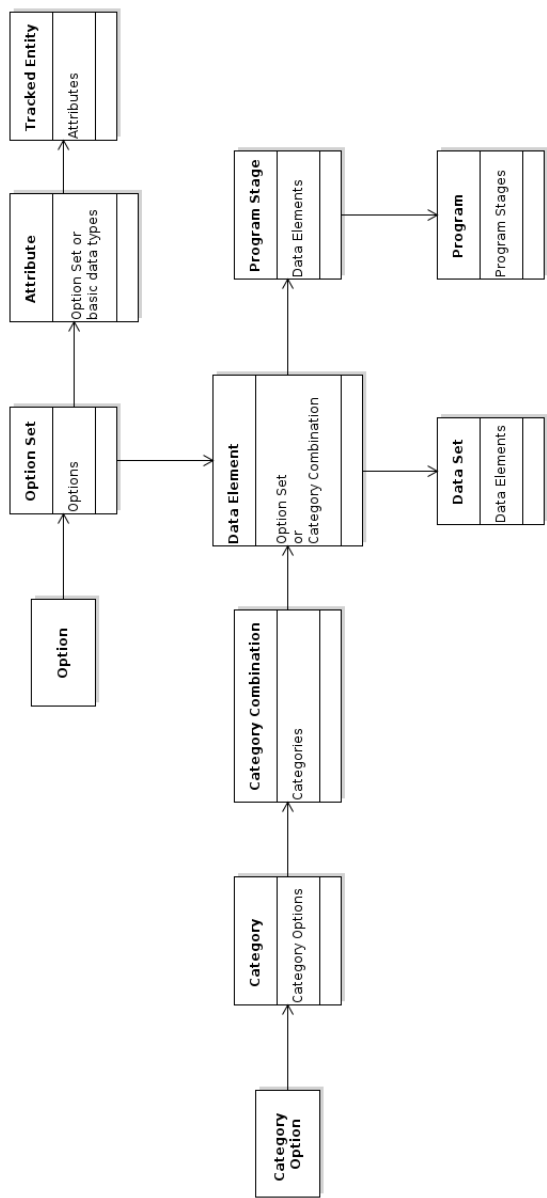 Option
Option Set
Options
Attribute
Option Set or
basic data types
Tracked Entity
Attributes
Category
Option
Category
Category Options
Category Combination
Categories
Data Element
Option Set
or
Category Combination
Program Stage
Data Elements
Data Set
Data Elements
Program
Program Stages